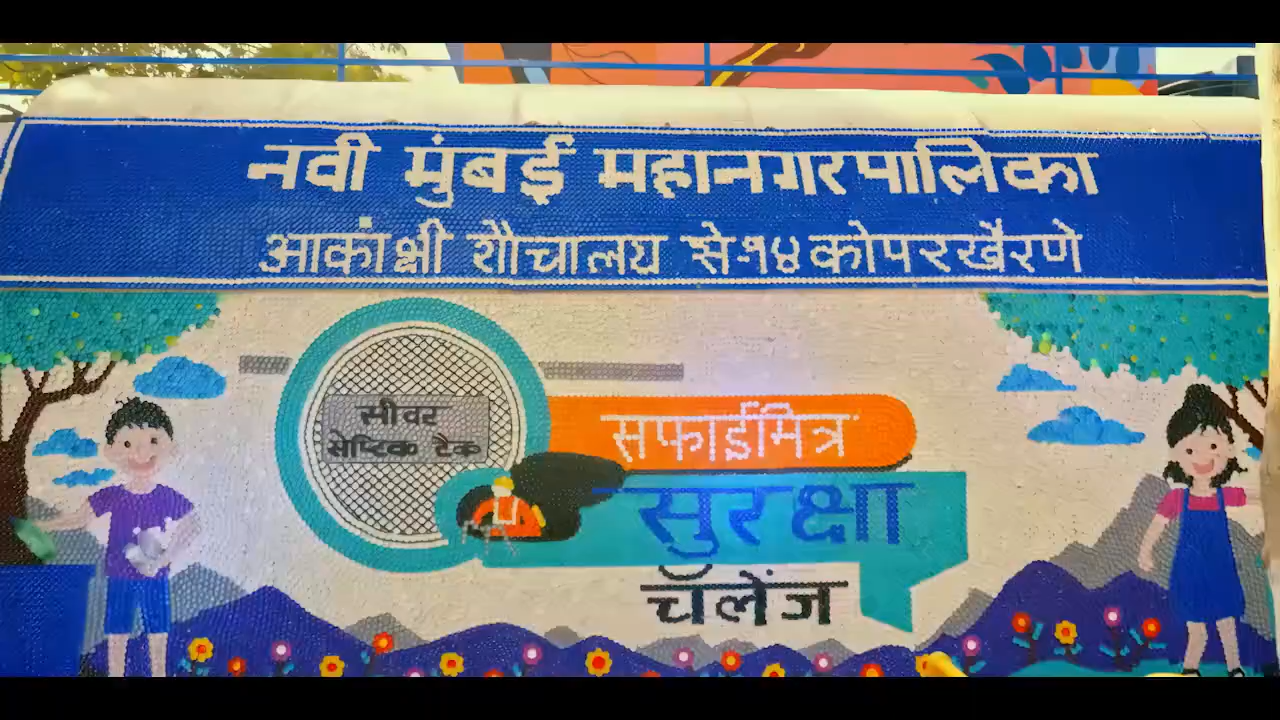 नवी मुंबई महानगरपालिका
आकांक्षी शौचालय से-१४ कोपरखैरणे
सीवर
सेप्टिक टैंक
सफाईमित्र
सुरक्षा
चॅलेंज